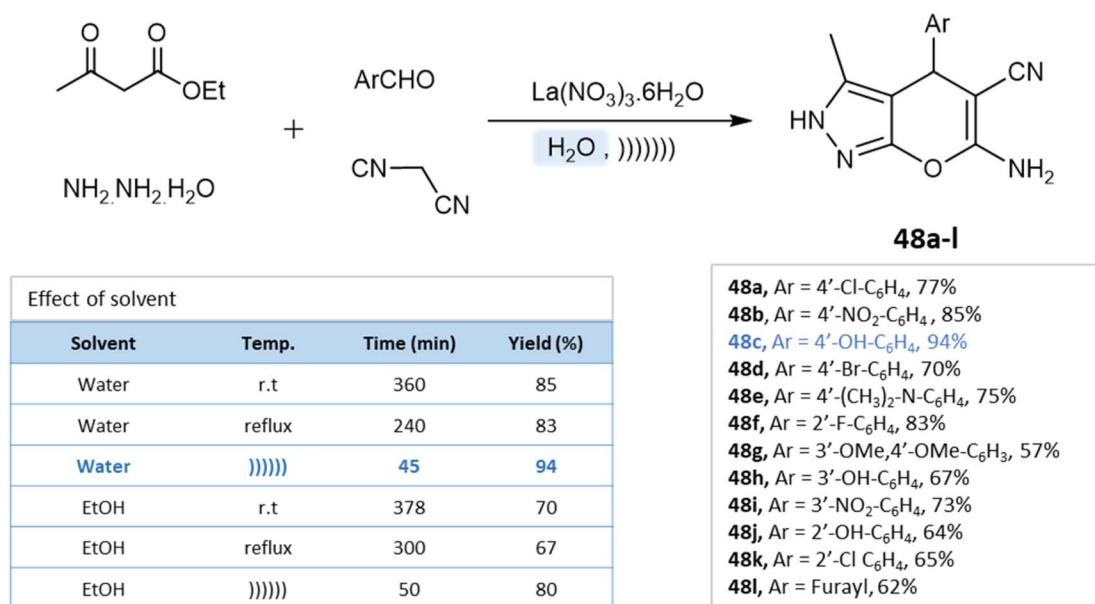 O
O
OEt
NH₂.NH₂.H₂O
+
ArCHO
CN
CN
La(NO₃)₃.6H₂O
H₂O , )))))))
Ar
CN
HN
N
O
NH₂
48a-l
Effect of solvent
Solvent Temp. Time (min) Yield (%)
Water r.t 360 85
Water reflux 240 83
Water )))))) 45 94
EtOH r.t 378 70
EtOH reflux 300 67
EtOH )))))) 50 80
48a, Ar = 4’-Cl-C₆H₄, 77%
48b, Ar = 4’-NO₂-C₆H₄ , 85%
48c, Ar = 4’-OH-C₆H₄, 94%
48d, Ar = 4’-Br-C₆H₄, 70%
48e, Ar = 4’-(CH₃)₂-N-C₆H₄, 75%
48f, Ar = 2’-F-C₆H₄, 83%
48g, Ar = 3’-OMe,4’-OMe-C₆H₃, 57%
48h, Ar = 3’-OH-C₆H₄, 67%
48i, Ar = 3’-NO₂-C₆H₄, 73%
48j, Ar = 2’-OH-C₆H₄, 64%
48k, Ar = 2’-Cl C₆H₄, 65%
48l, Ar = Furayl, 62%